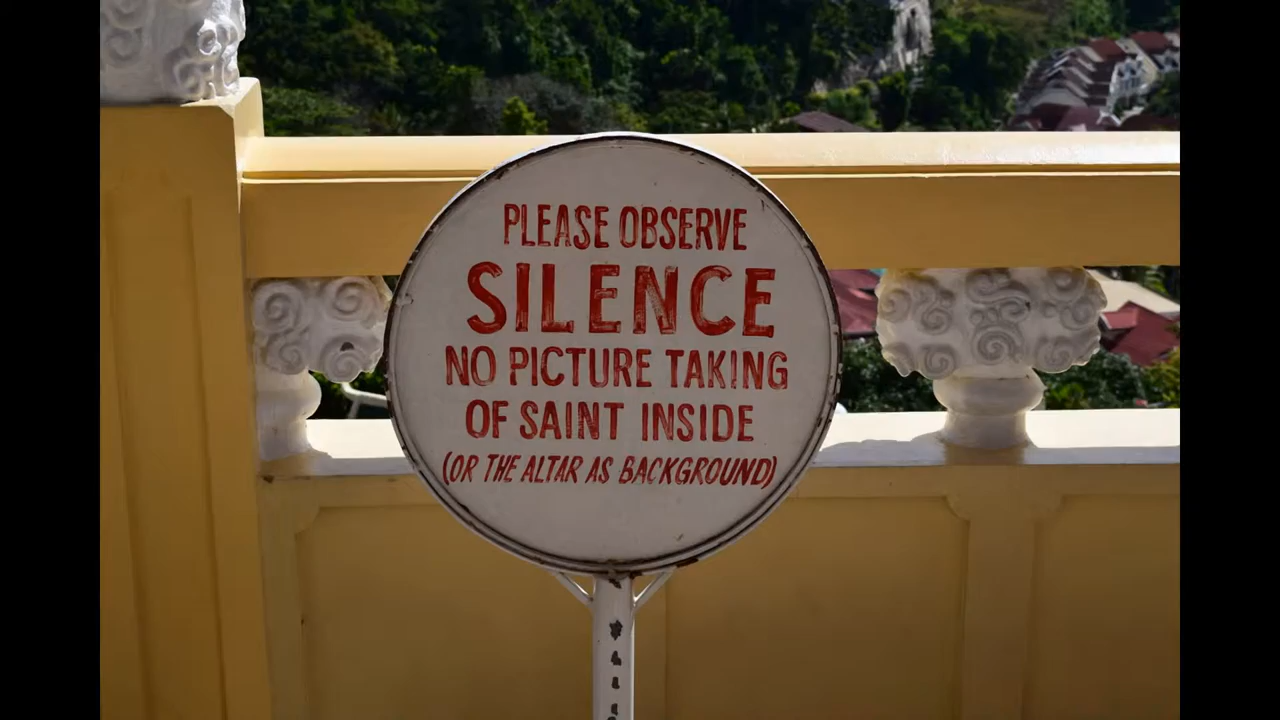 PLEASE OBSERVE
SILENCE
NO PICTURE TAKING
OF SAINT INSIDE
(OR THE ALTAR AS BACKGROUND)